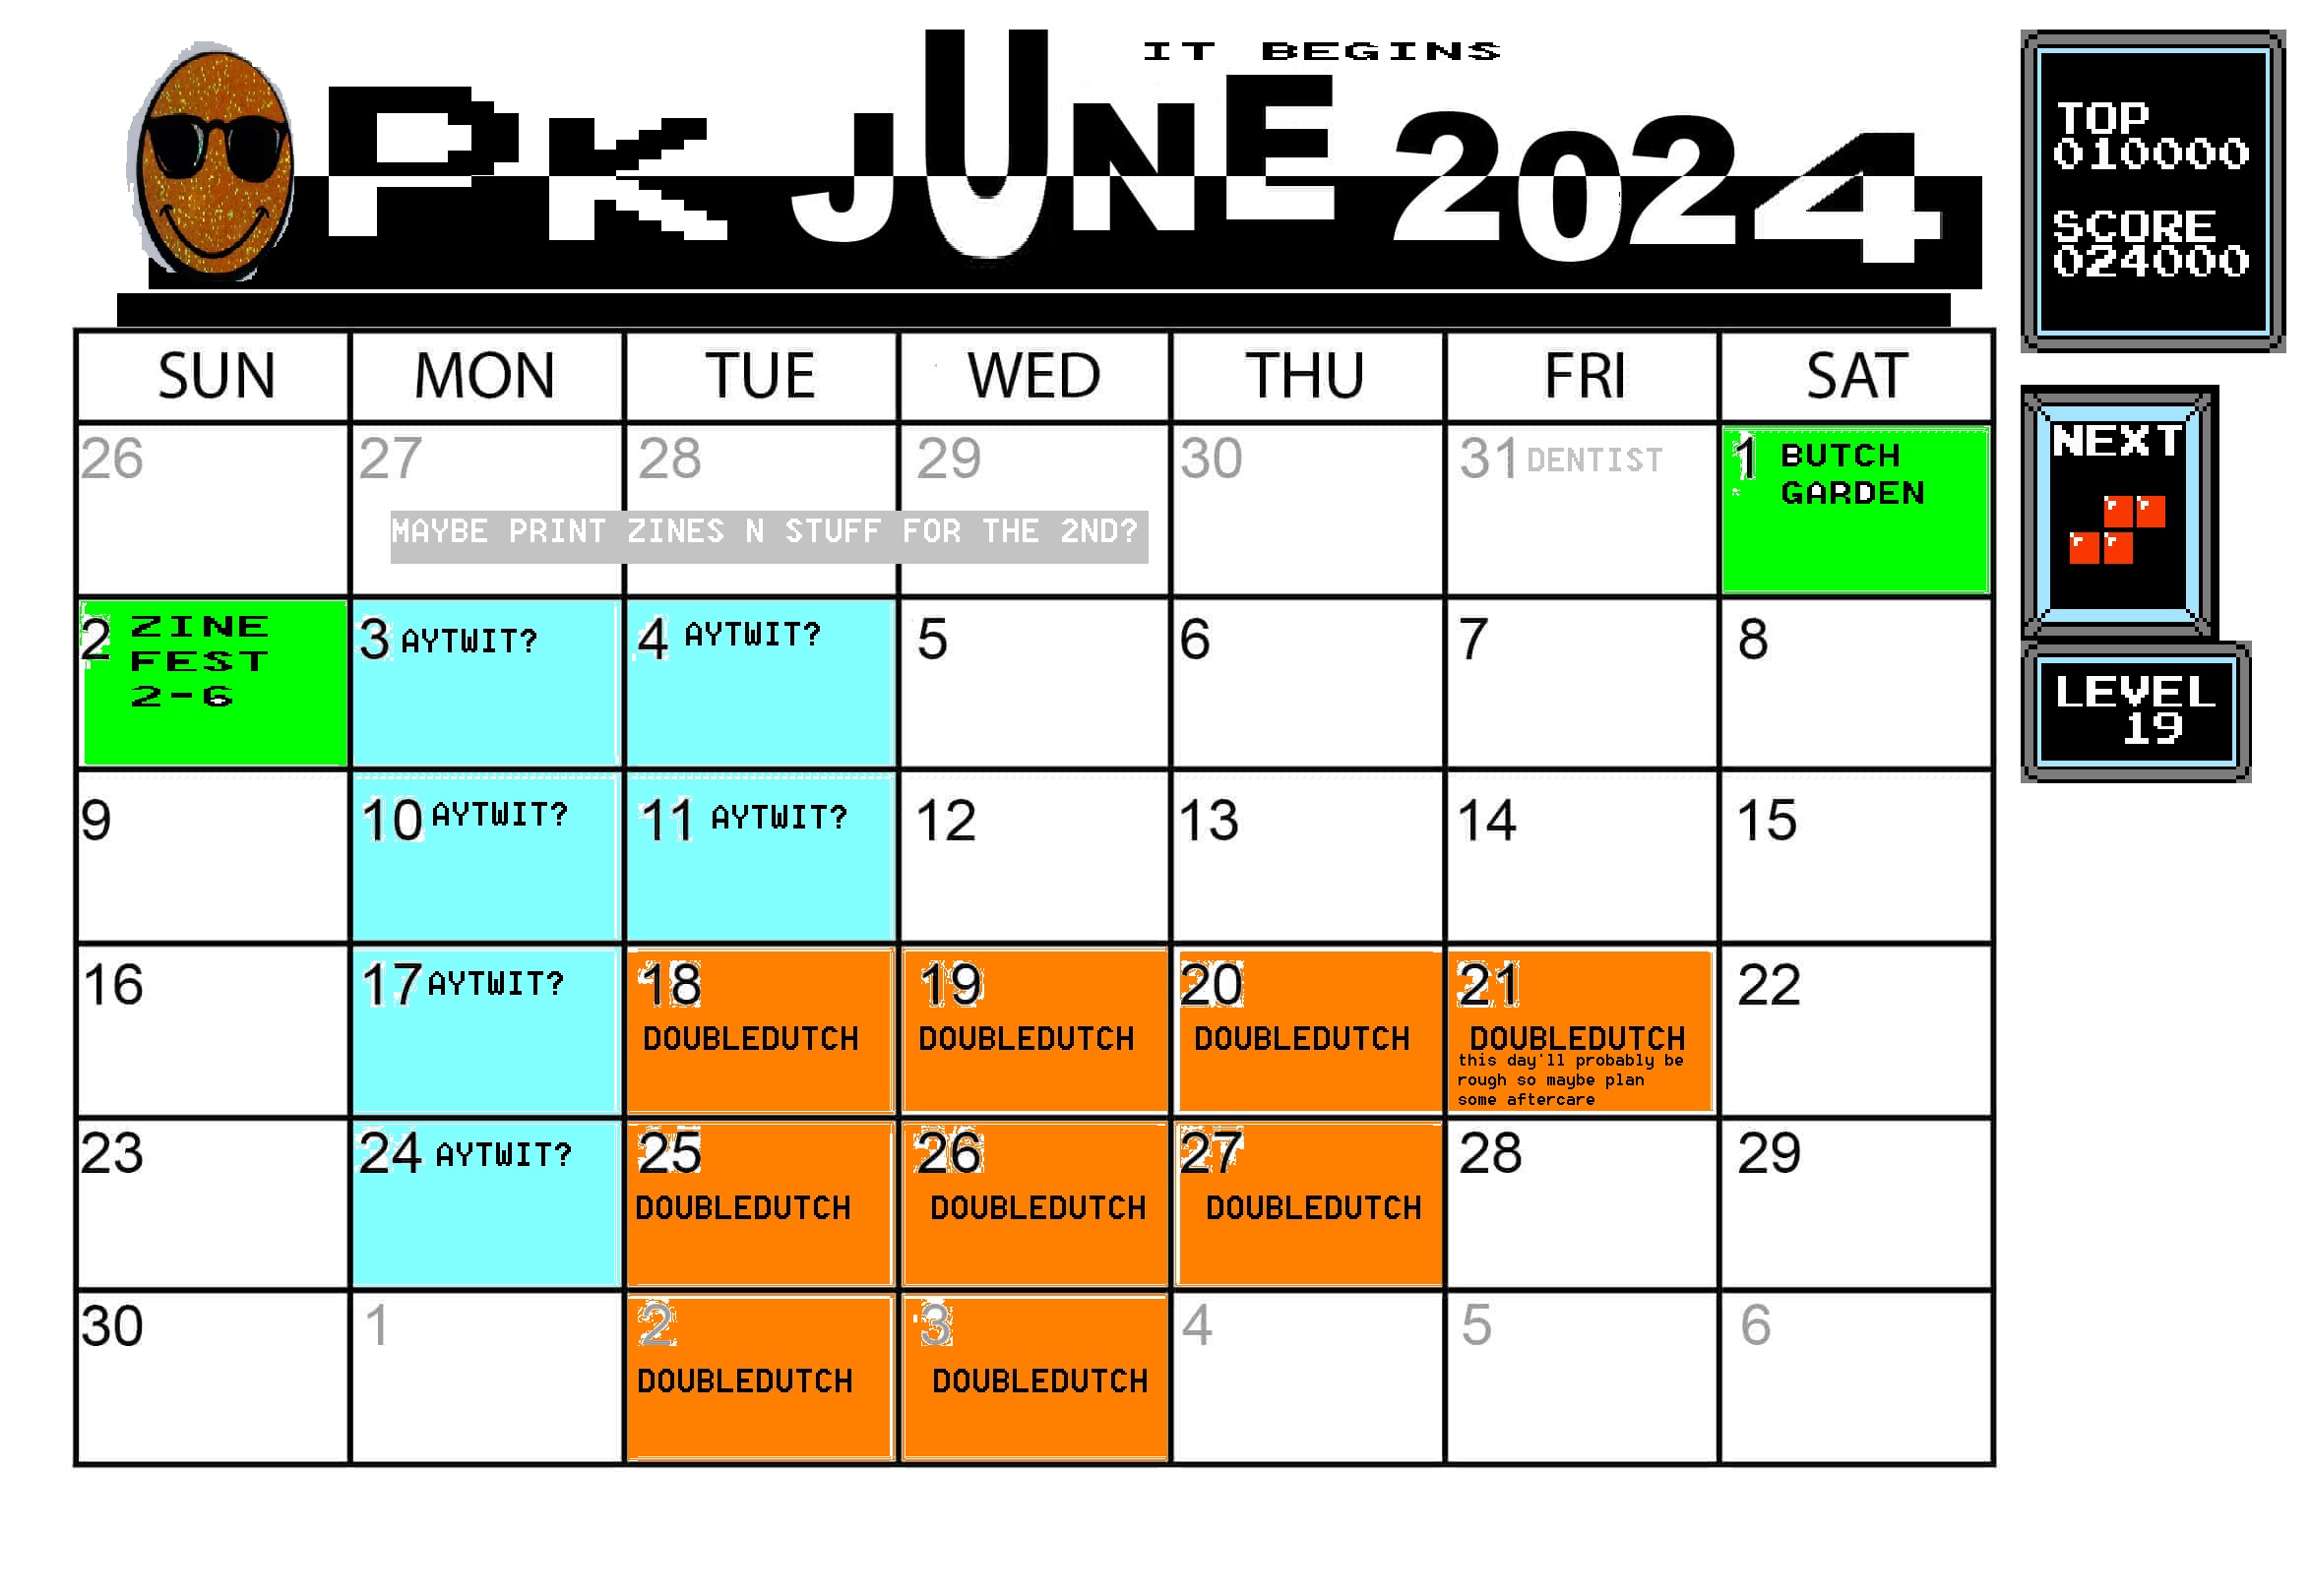 IT BEGINS
PK JUNE 2024
TOP
010000
SCORE
024000
SUN MON TUE WED THU FRI SAT
26 27 28 29 30 31 DENTIST 1 BUTCH
GARDEN
MAYBE PRINT ZINES N STUFF FOR THE 2ND?
NEXT
2 ZINE
FEST
2-6
3 AYTWIT? 4 AYTWIT? 5 6 7 8
LEVEL
19
9 10 AYTWIT? 11 AYTWIT? 12 13 14 15
16 17 AYTWIT? 18 19 20 21 22
DOUBLEDUTCH DOUBLEDUTCH DOUBLEDUTCH DOUBLEDUTCH
this day'll probably be
rough so maybe plan
some aftercare
23 24 AYTWIT? 25 26 27 28 29
DOUBLEDUTCH DOUBLEDUTCH DOUBLEDUTCH
30 1 2 3 4 5 6
DOUBLEDUTCH DOUBLEDUTCH